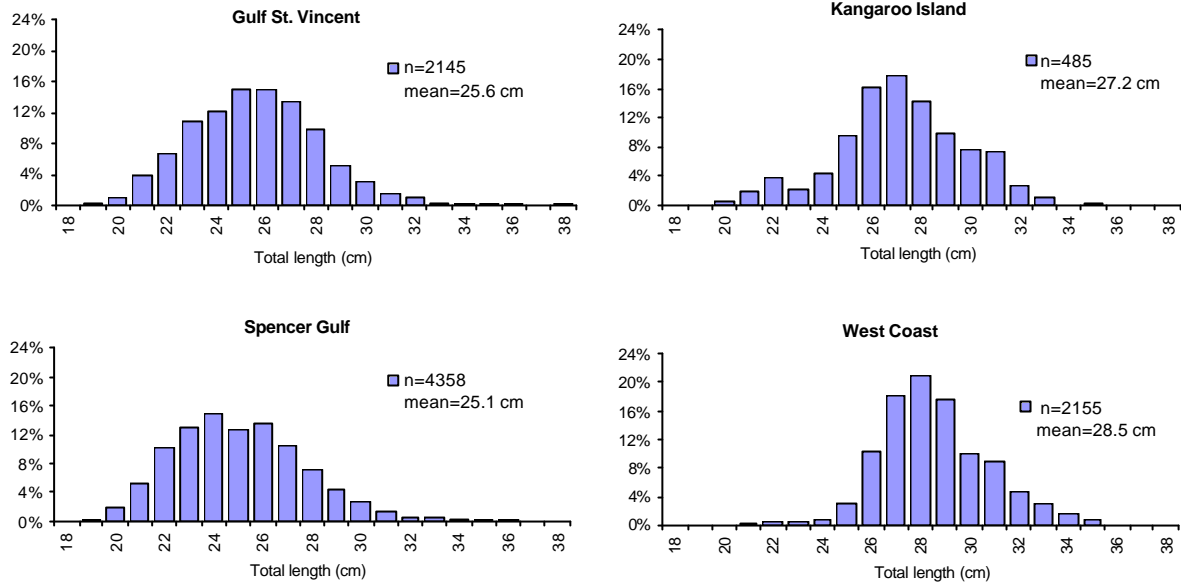 Gulf St. Vincent
24%
20%
16%
12%
8%
4%
0%
n=2145
mean=25.6 cm
18 20 22 24 26 28 30 32 34 36 38
Total length (cm)
Kangaroo Island
24%
20%
16%
12%
8%
4%
0%
n=485
mean=27.2 cm
18 20 22 24 26 28 30 32 34 36 38
Total length (cm)
Spencer Gulf
24%
20%
16%
12%
8%
4%
0%
n=4358
mean=25.1 cm
18 20 22 24 26 28 30 32 34 36 38
Total length (cm)
West Coast
24%
20%
16%
12%
8%
4%
0%
n=2155
mean=28.5 cm
18 20 22 24 26 28 30 32 34 36 38
Total length (cm)